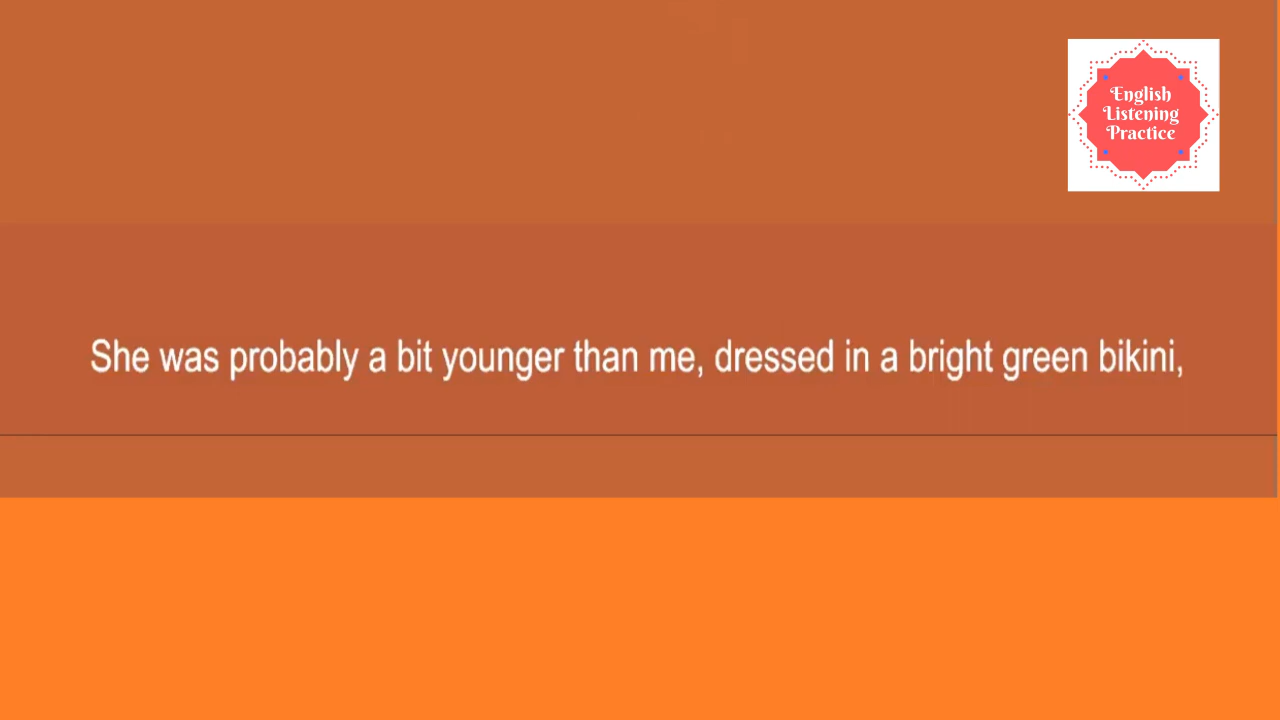 English
Listening
Practice
She was probably a bit younger than me, dressed in a bright green bikini,